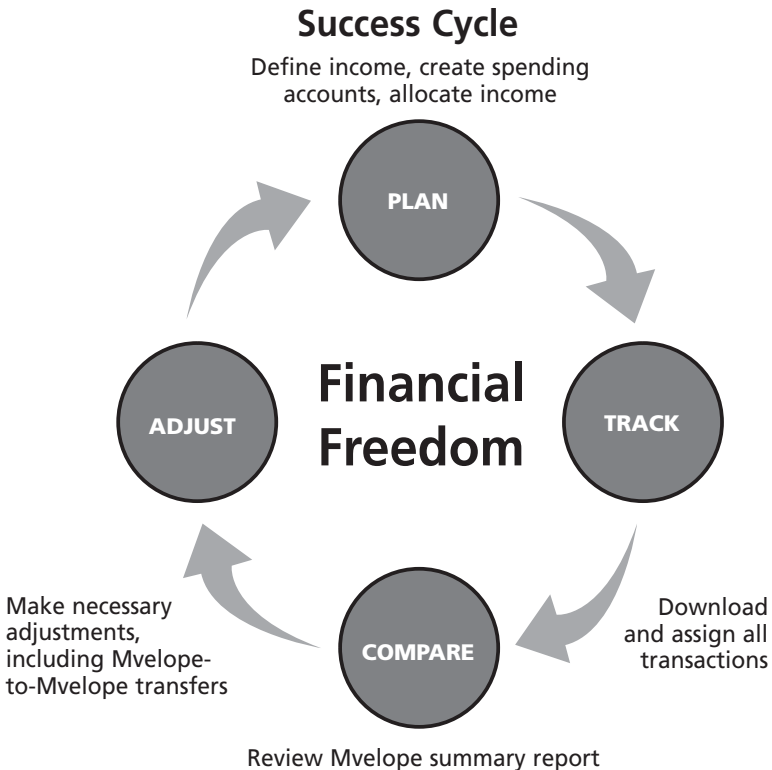 Success Cycle
Define income, create spending
accounts, allocate income
PLAN
Financial
Freedom
ADJUST
TRACK
Make necessary
adjustments,
including Mvelope-
to-Mvelope transfers
COMPARE
Download
and assign all
transactions
Review Mvelope summary report